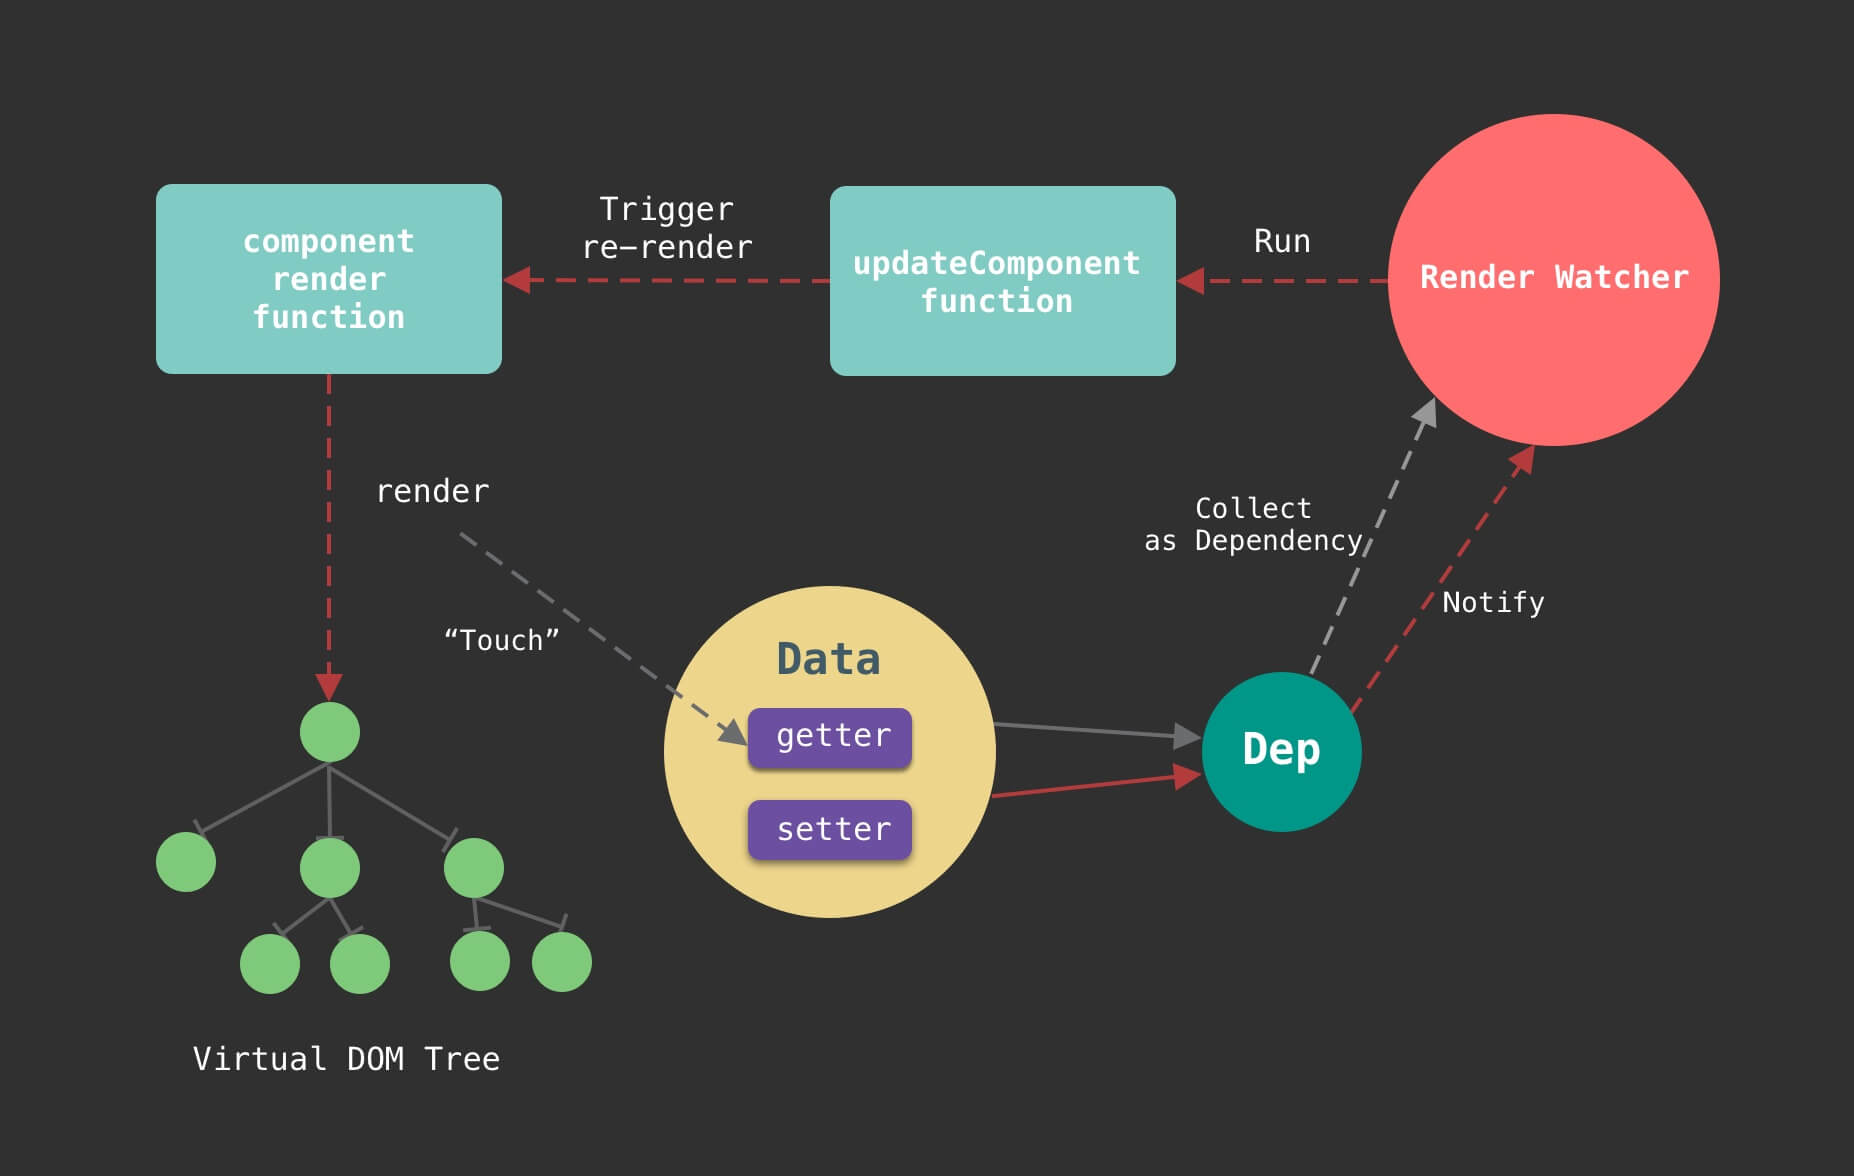 component
render
function
Trigger
re-render
updateComponent
function
Run
Render Watcher
render
“Touch”
Collect
as Dependency
Notify
Data
getter
setter
Dep
Virtual DOM Tree